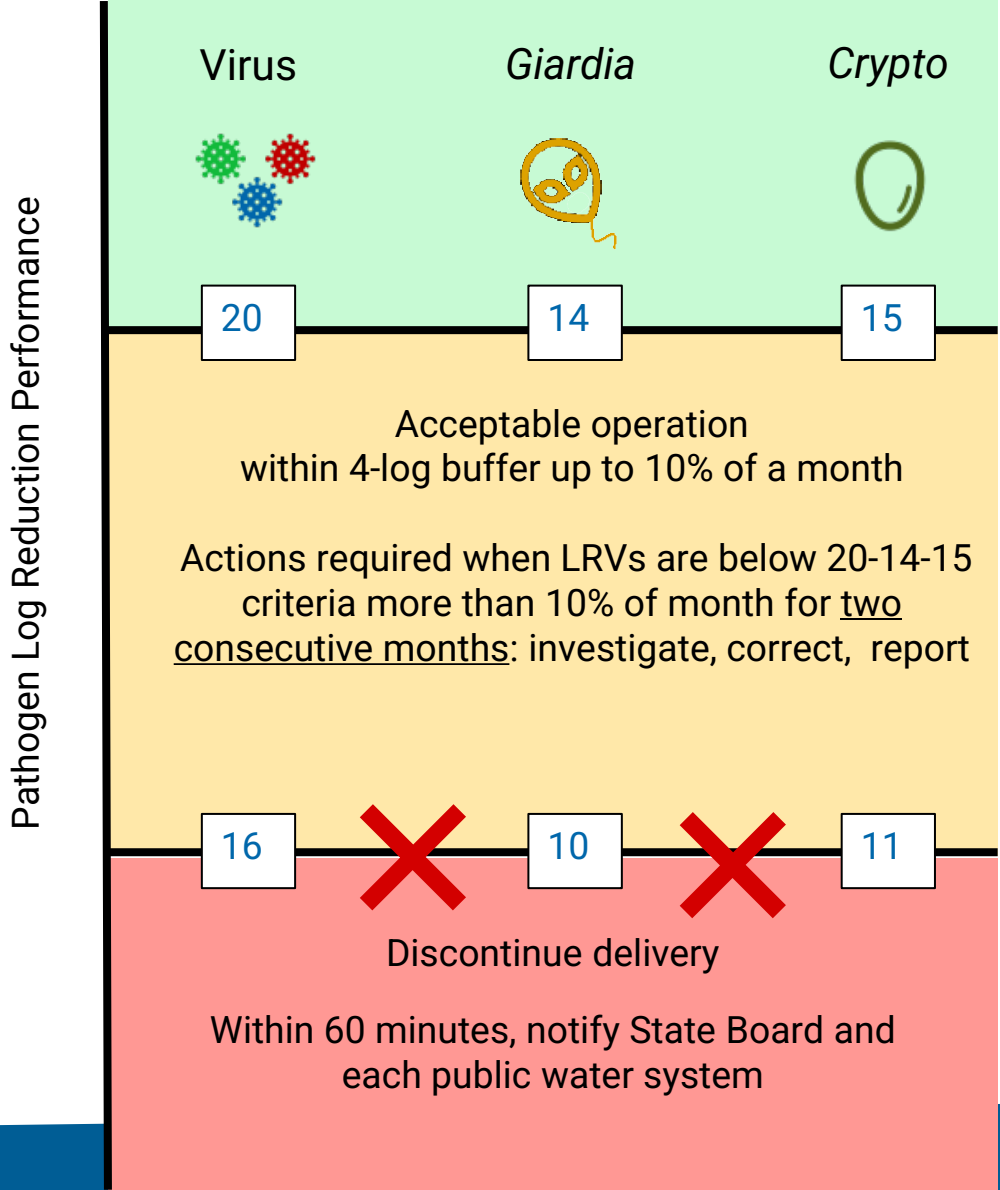 Pathogen Log Reduction Performance
Virus
Giardia
Crypto
20
14
15
Acceptable operation
within 4-log buffer up to 10% of a month
Actions required when LRVs are below 20-14-15
criteria more than 10% of month for two
consecutive months: investigate, correct,  report
16
10
11
Discontinue delivery
Within 60 minutes, notify State Board and
each public water system